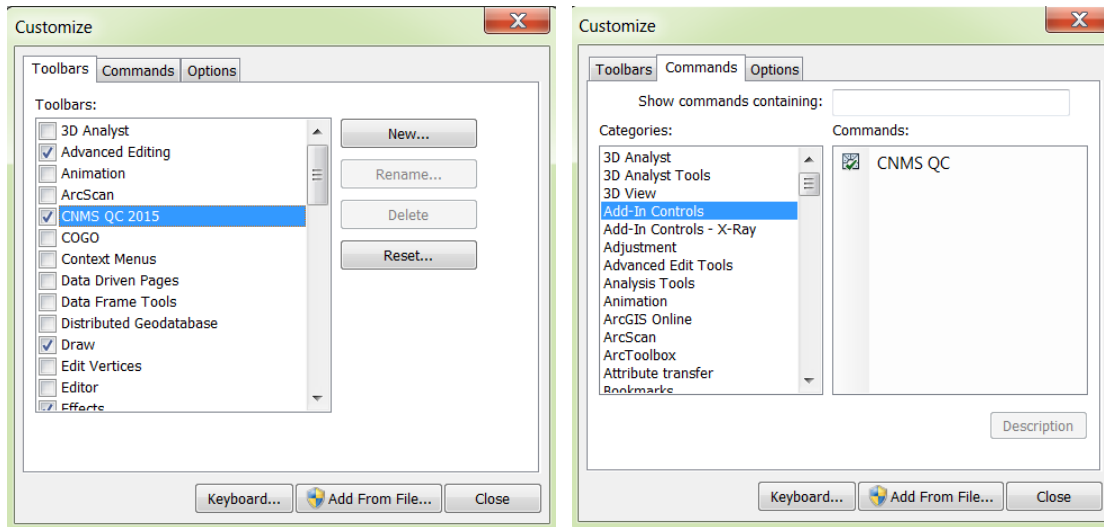 Customize
Toolbars Commands Options
Toolbars:
3D Analyst
Advanced Editing
Animation
ArcScan
CNMS QC 2015
COGO
Context Menus
Data Driven Pages
Data Frame Tools
Distributed Geodatabase
Draw
Edit Vertices
Editor
Effects
New...
Rename...
Delete
Reset...
Keyboard... Add From File... Close
Customize
Toolbars Commands Options
Show commands containing:
Categories:
3D Analyst
3D Analyst Tools
3D View
Add-In Controls
Add-In Controls - X-Ray
Adjustment
Advanced Edit Tools
Analysis Tools
Animation
ArcGIS Online
ArcScan
ArcToolbox
Attribute transfer
Bookmarks
Commands:
CNMS QC
Description
Keyboard... Add From File... Close